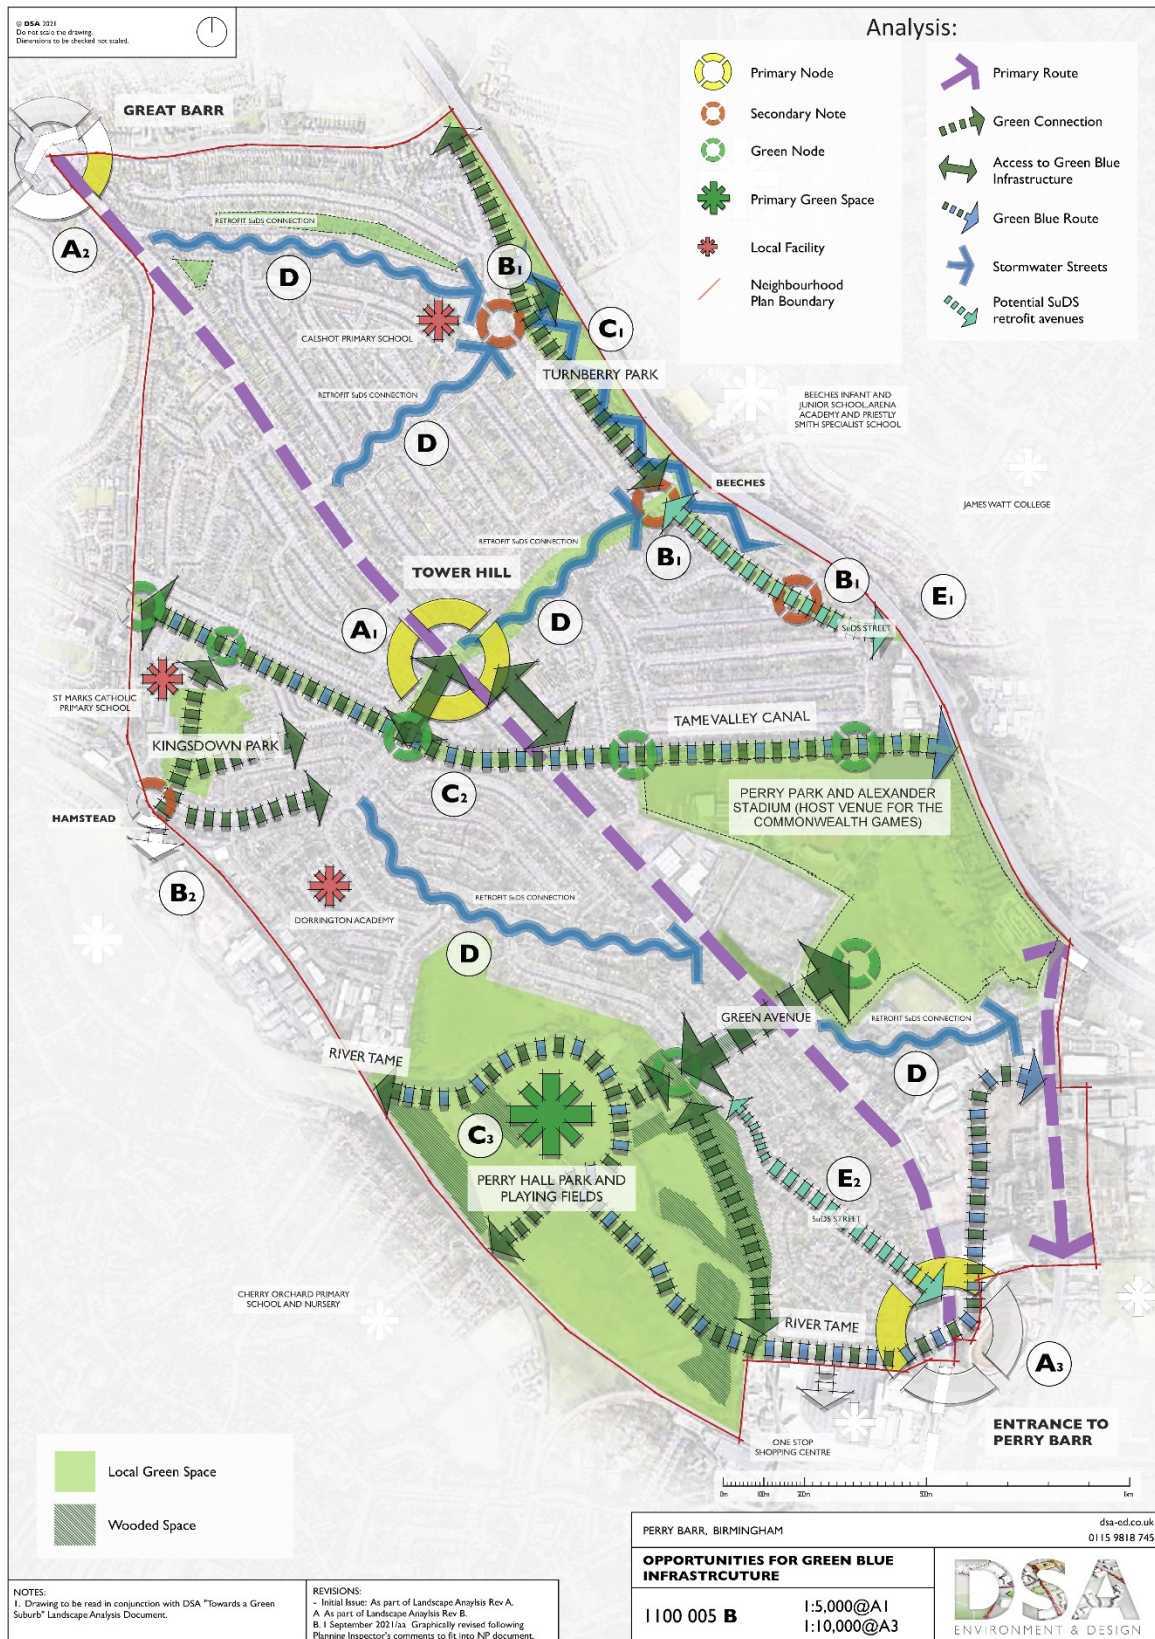 © DSA 2021
Do not scale the drawing.
Dimensions to be checked not scaled.
Analysis:
Primary Node
Secondary Note
Green Node
Primary Green Space
Local Facility
Neighbourhood
Plan Boundary
Primary Route
Green Connection
Access to Green Blue
Infrastructure
Green Blue Route
Stormwater Streets
Potential SuDS
retrofit avenues
GREAT BARR
A2
RETROFIT SuDS CONNECTION
D
B1
C1
CALSHOT PRIMARY SCHOOL
TURNBERRY PARK
RETROFIT SuDS CONNECTION
D
BEECHES INFANT AND
JUNIOR SCHOOL, ARENA
ACADEMY AND PRIESTLY
SMITH SPECIALIST SCHOOL
BEECHES
JAMES WATT COLLEGE
RETROFIT SuDS CONNECTION
B1
TOWER HILL
B1
E1
A1
D
SuDS STREET
ST MARKS CATHOLIC
PRIMARY SCHOOL
TAME VALLEY CANAL
KINGSDOWN PARK
C2
PERRY PARK AND ALEXANDER
STADIUM (HOST VENUE FOR THE
COMMONWEALTH GAMES)
HAMSTEAD
B2
RETROFIT SuDS CONNECTION
DORRINGTON ACADEMY
D
GREEN AVENUE
RETROFIT SuDS CONNECTION
RIVER TAME
D
C3
PERRY HALL PARK AND
PLAYING FIELDS
E2
SuDS STREET
CHERRY ORCHARD PRIMARY
SCHOOL AND NURSERY
RIVER TAME
A3
ENTRANCE TO
PERRY BARR
ONE STOP
SHOPPING CENTRE
Local Green Space
Wooded Space
0m 100m 200m 500m 1km
PERRY BARR, BIRMINGHAM
dsa-ed.co.uk
0115 9818 745
OPPORTUNITIES FOR GREEN BLUE
INFRASTRCUTURE
1100 005 B
1:5,000@A1
1:10,000@A3
DSA
ENVIRONMENT & DESIGN
NOTES:
1. Drawing to be read in conjunction with DSA "Towards a Green
Suburb" Landscape Analysis Document.
REVISIONS:
- Initial Issue: As part of Landscape Anaylsis Rev A.
A As part of Landscape Anaylsis Rev B.
B. 1 September 2021/aa Graphically revised following
Planning Inspector's comments to fit into NP document.